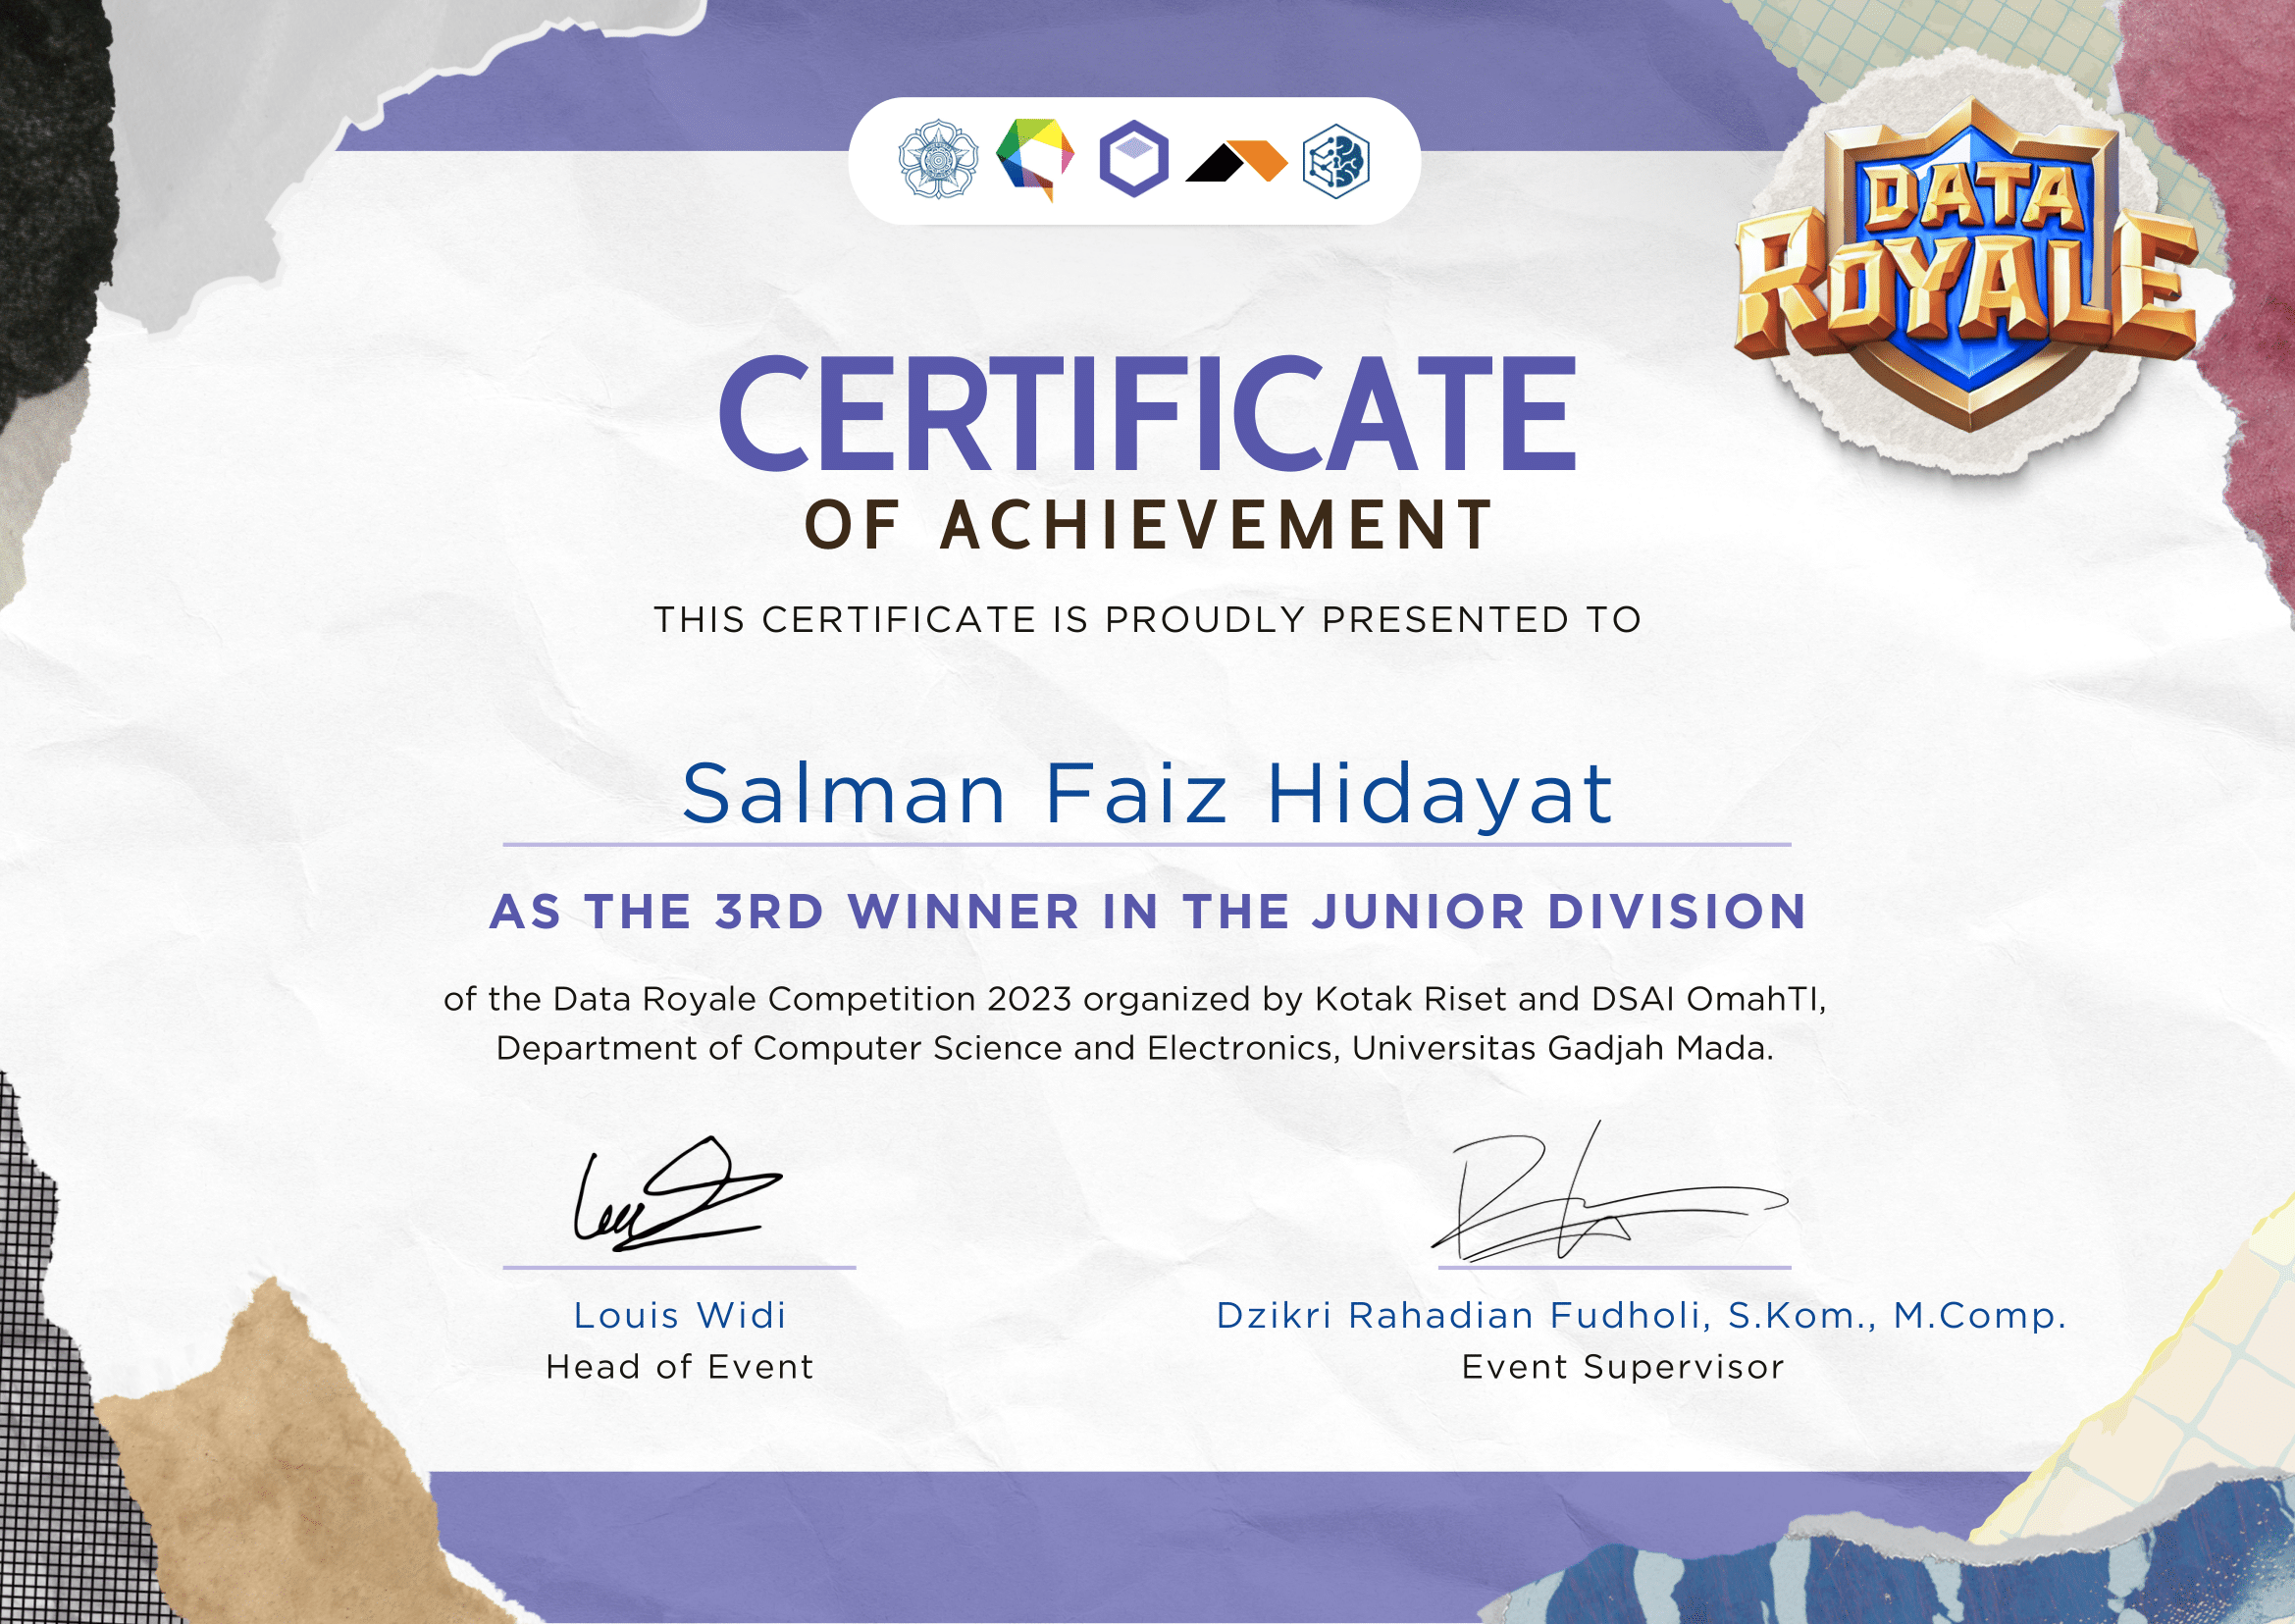 DATA
ROYALE
CERTIFICATE
OF ACHIEVEMENT
THIS CERTIFICATE IS PROUDLY PRESENTED TO
Salman Faiz Hidayat
AS THE 3RD WINNER IN THE JUNIOR DIVISION
of the Data Royale Competition 2023 organized by Kotak Riset and DSAI OmahTI,
Department of Computer Science and Electronics, Universitas Gadjah Mada.
Louis Widi
Head of Event
Dzikri Rahadian Fudholi, S.Kom., M.Comp.
Event Supervisor